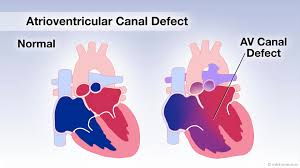 Atrioventricular Canal Defect
Normal
AV Canal
Defect